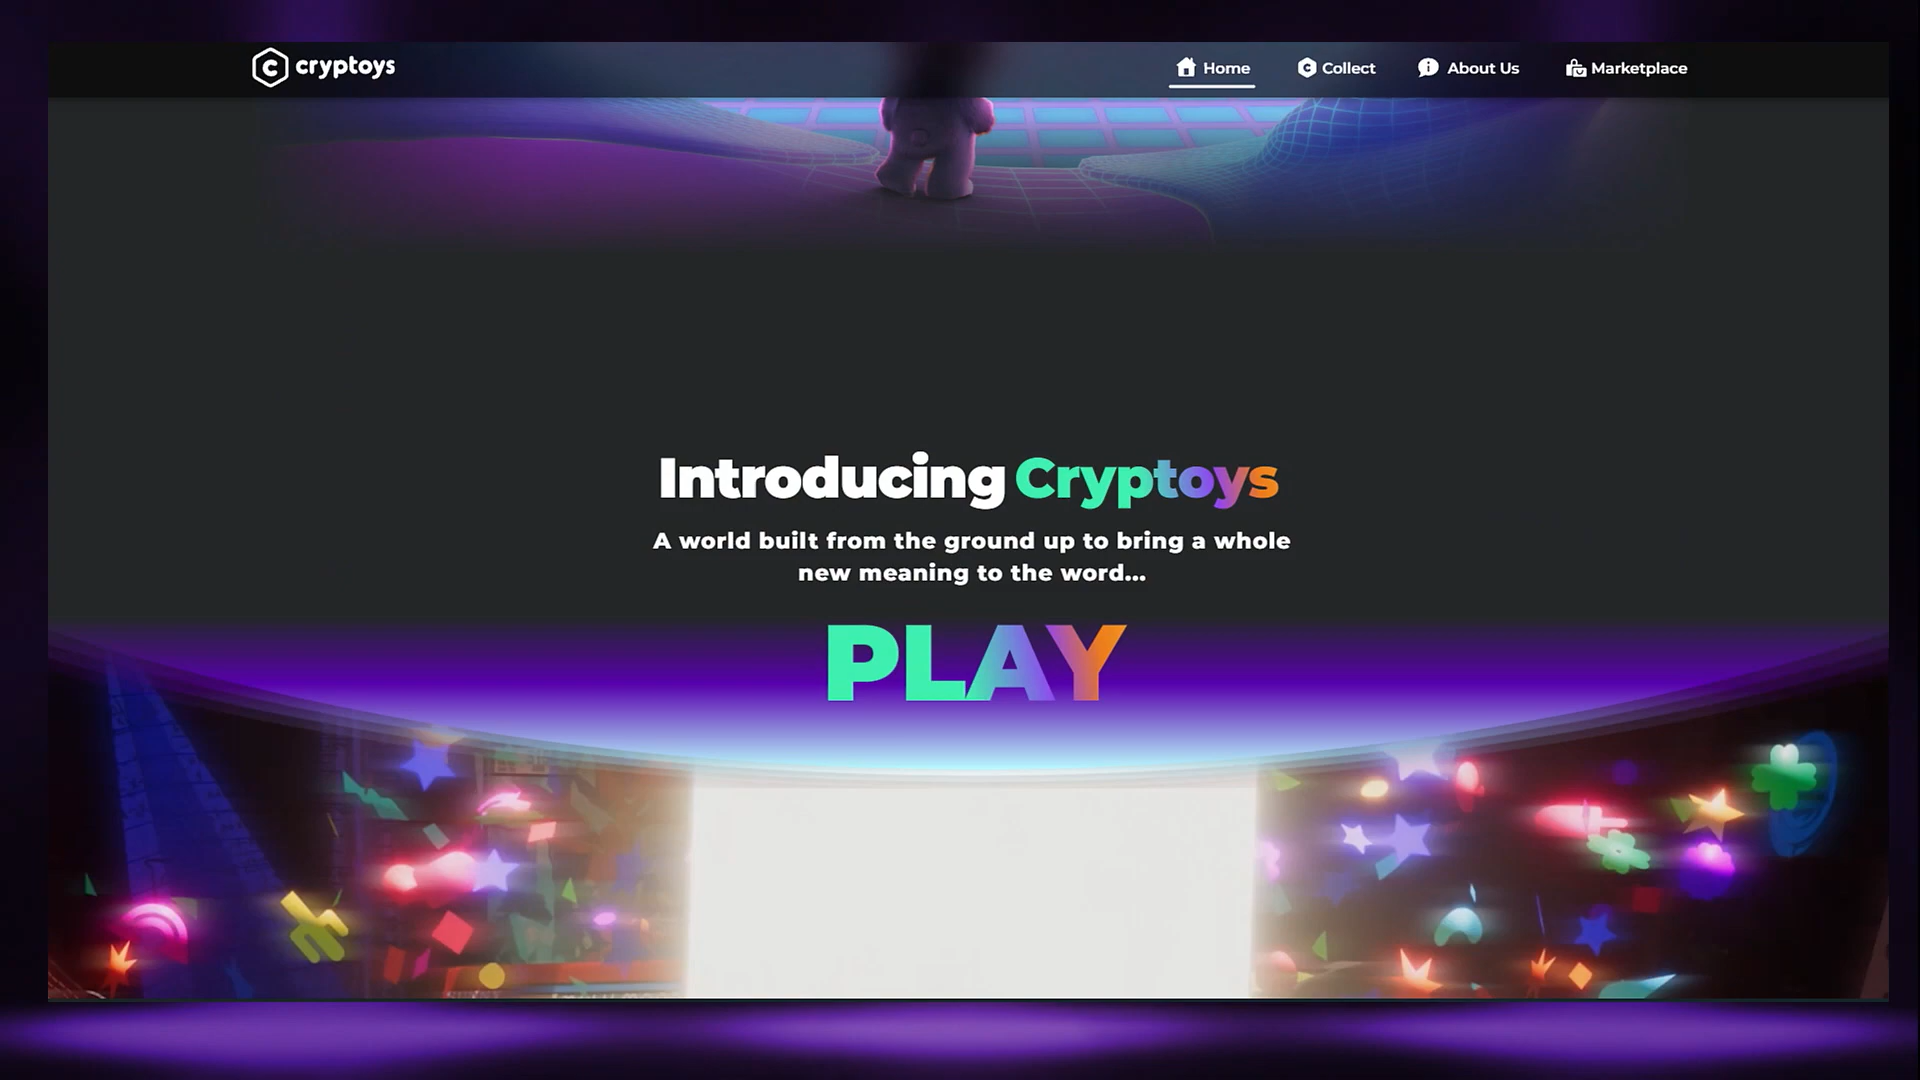 cryptoys
Home
Collect
About Us
Marketplace
Introducing Cryptoys
A world built from the ground up to bring a whole
new meaning to the word...
PLAY